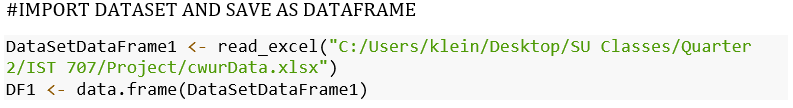 #IMPORT DATASET AND SAVE AS DATAFRAME
DataSetDataFrame1 <- read_excel("C:/Users/klein/Desktop/SU Classes/Quarter
2/IST 707/Project/cwurData.xlsx")
DF1 <- data.frame(DataSetDataFrame1)